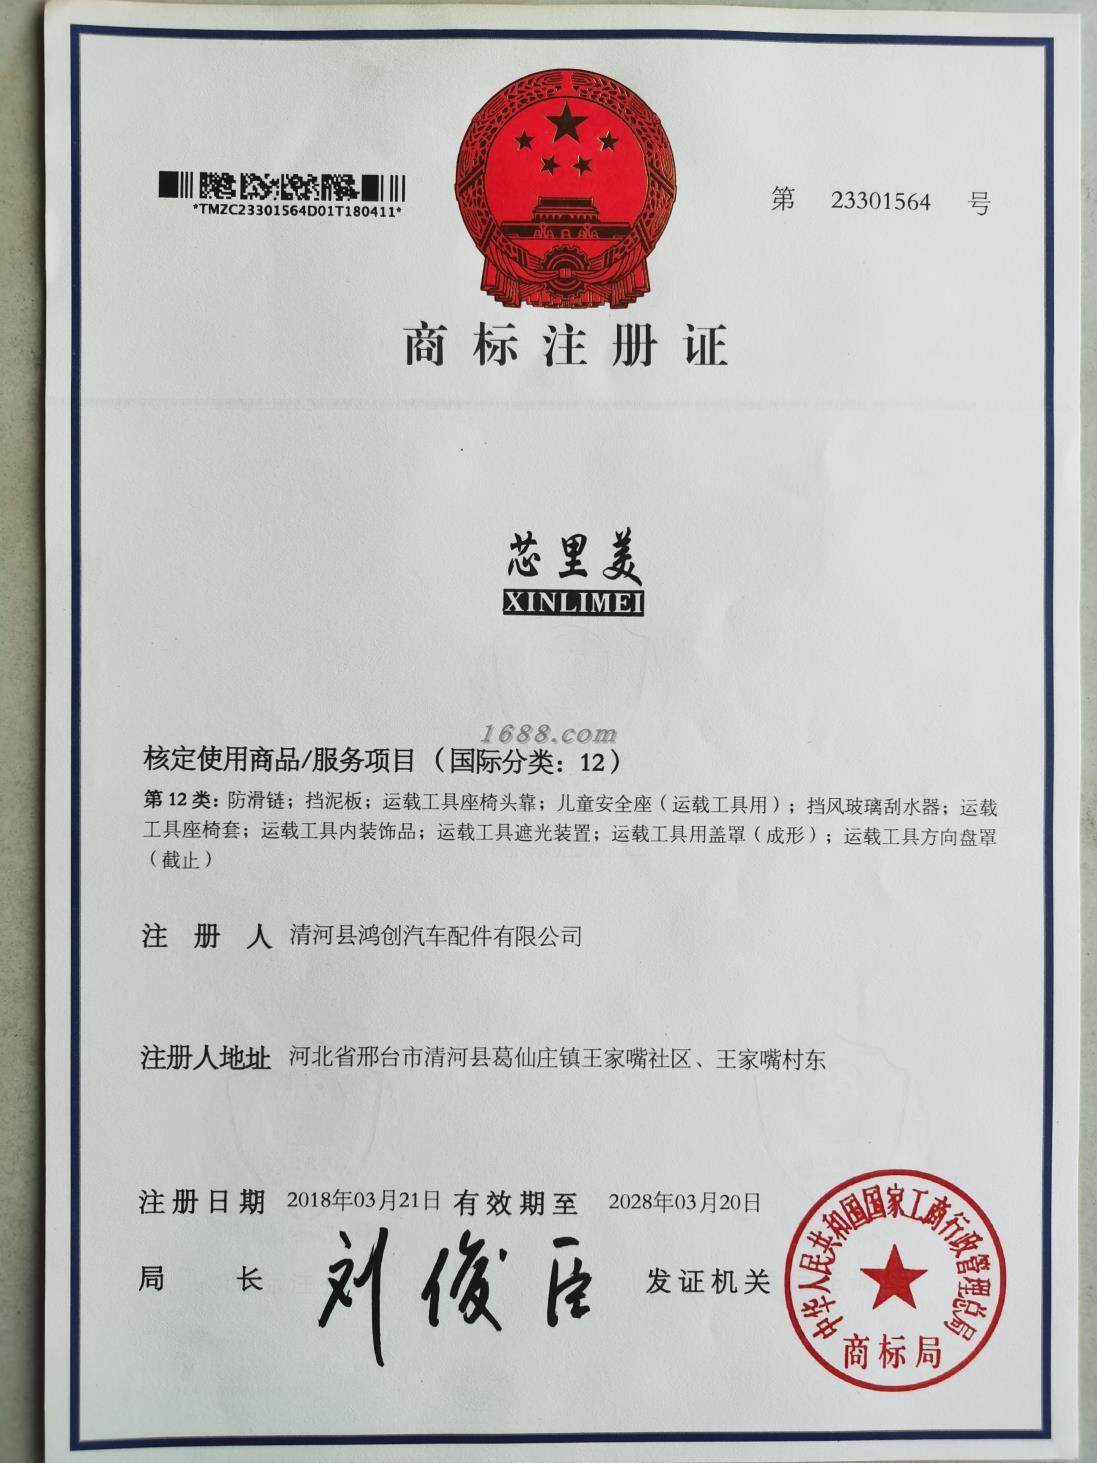 *TMZC23301564D01T180411*
第 23301564 号
商标注册证
芯里美
XINLIMEI
1688.com
核定使用商品/服务项目（国际分类：12）
第12类：防滑链；挡泥板；运载工具座椅头靠；儿童安全座（运载工具用）；挡风玻璃刮水器；运载
工具座椅套；运载工具内装饰品；运载工具遮光装置；运载工具用盖罩（成形）；运载工具方向盘罩
（截止）
注册人 清河县鸿创汽车配件有限公司
注册人地址 河北省邢台市清河县葛仙庄镇王家嘴社区、王家嘴村东
注册日期 2018年03月21日 有效期至 2028年03月20日
局长 刘俊臣 发证机关
中华人民共和国国家工商行政管理总局
商标局